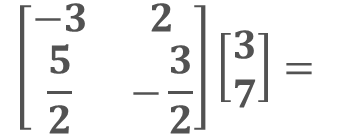 [−3 2
5/2 −3/2] [3
7] =